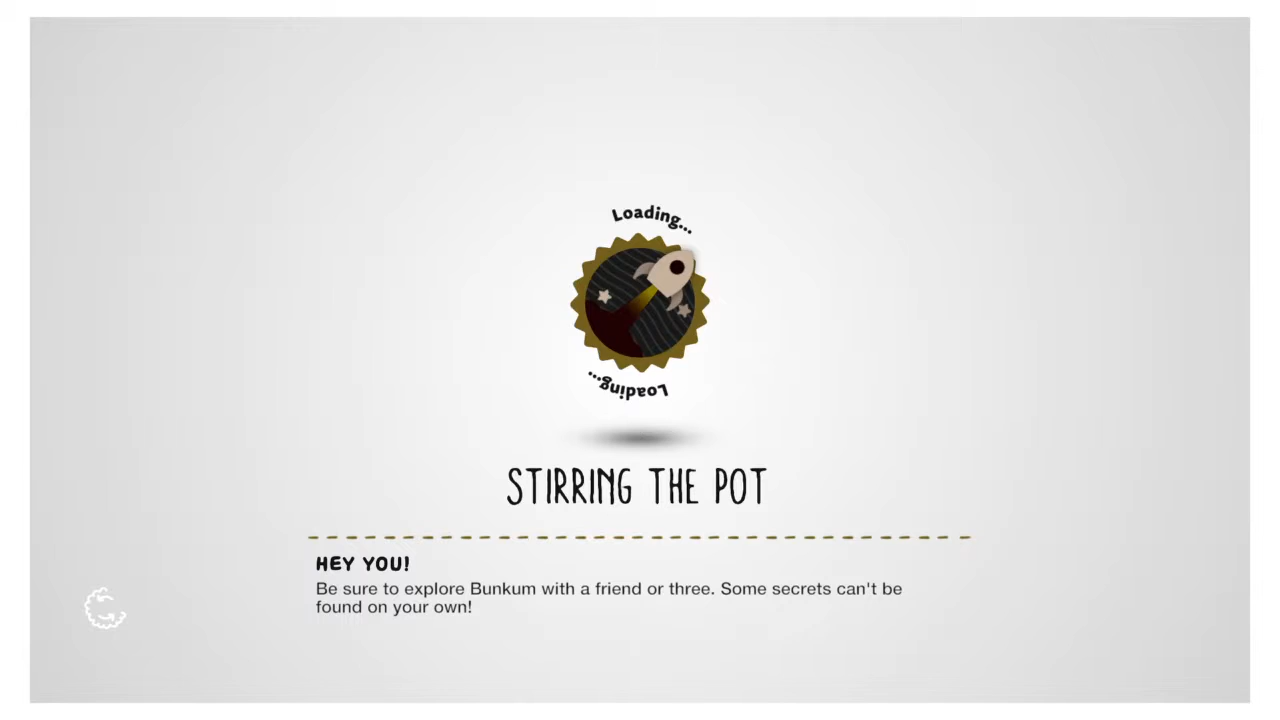 Loading...
Loading...
STIRRING THE POT
HEY YOU!
Be sure to explore Bunkum with a friend or three. Some secrets can't be
found on your own!